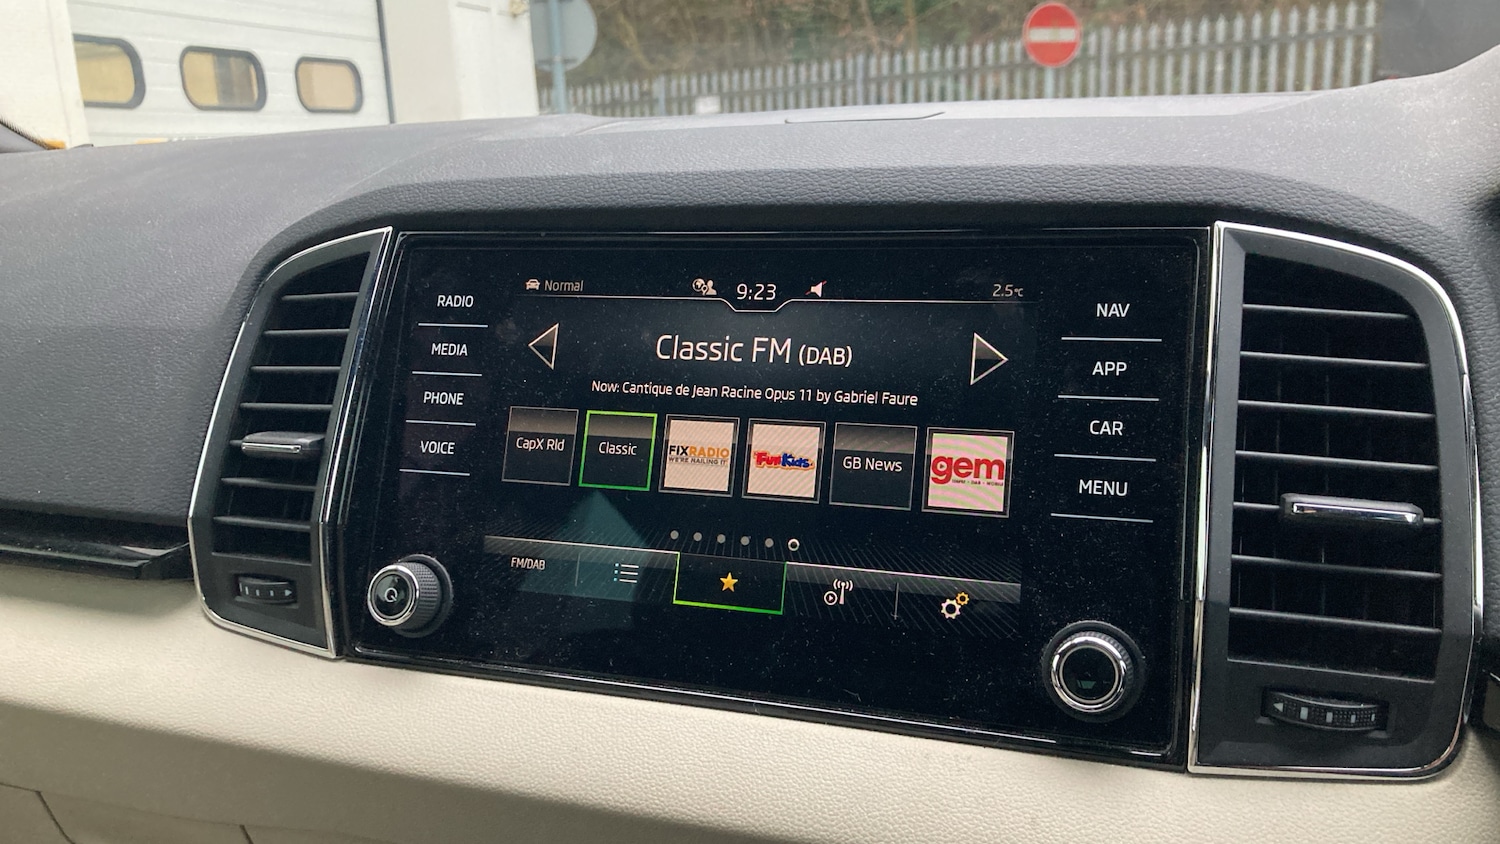 Normal
9:23
2.5°C
RADIO
MEDIA
PHONE
VOICE
NAV
APP
CAR
MENU
Classic FM (DAB)
Now: Cantique de Jean Racine Opus 11 by Gabriel Faure
CapX Rld
Classic
FIXRADIO
WE'RE NAILING IT
FunKids
GB News
gem
FM/DAB